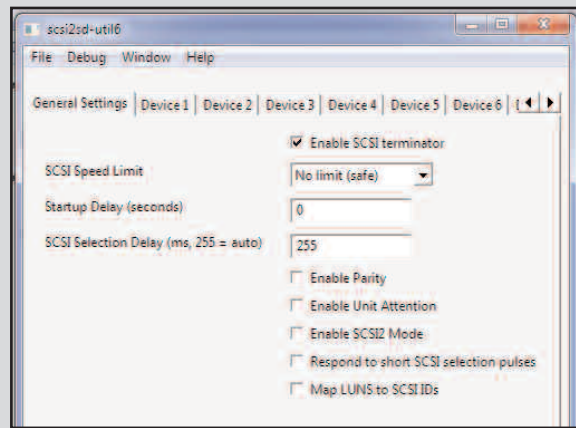 scsi2sd-util6
File Debug Window Help
General Settings Device 1 Device 2 Device 3 Device 4 Device 5 Device 6
Enable SCSI terminator
SCSI Speed Limit No limit (safe)
Startup Delay (seconds) 0
SCSI Selection Delay (ms, 255 = auto) 255
Enable Parity
Enable Unit Attention
Enable SCSI2 Mode
Respond to short SCSI selection pulses
Map LUNS to SCSI IDs